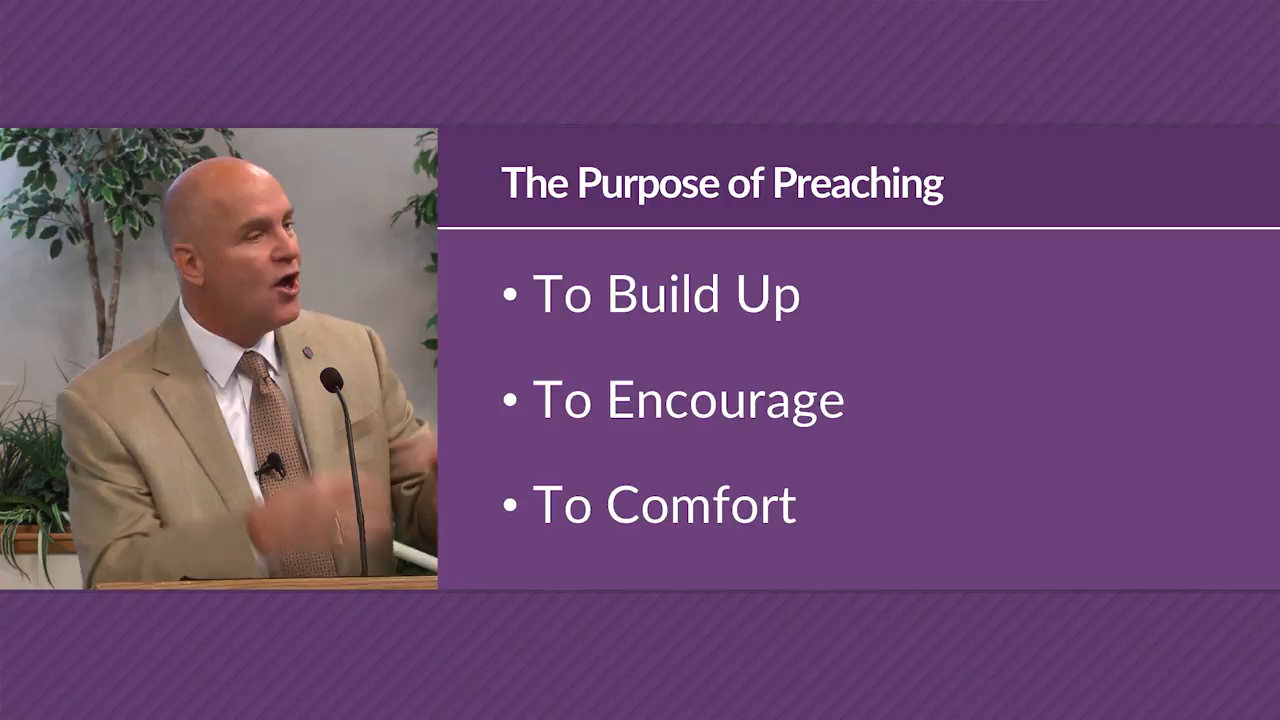 The Purpose of Preaching
• To Build Up
• To Encourage
• To Comfort